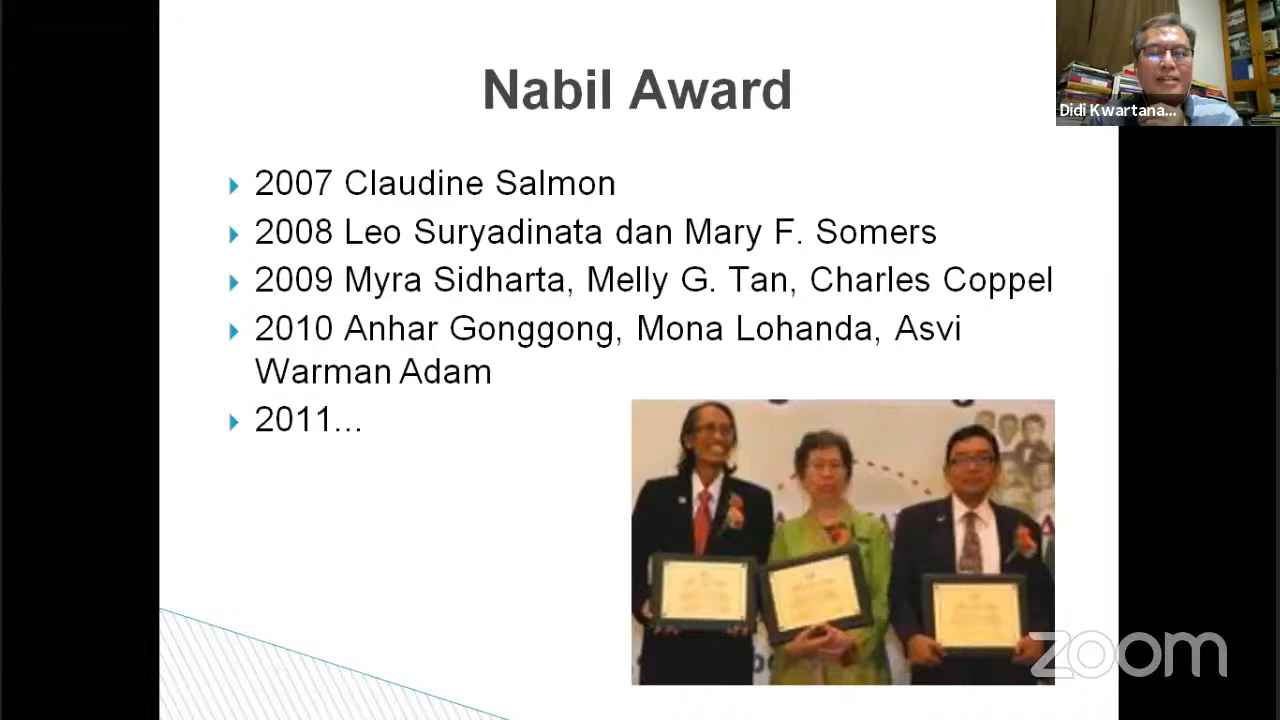 Nabil Award
Didi Kwartana...
2007 Claudine Salmon
2008 Leo Suryadinata dan Mary F. Somers
2009 Myra Sidharta, Melly G. Tan, Charles Coppel
2010 Anhar Gonggong, Mona Lohanda, Asvi
Warman Adam
2011...
zoom